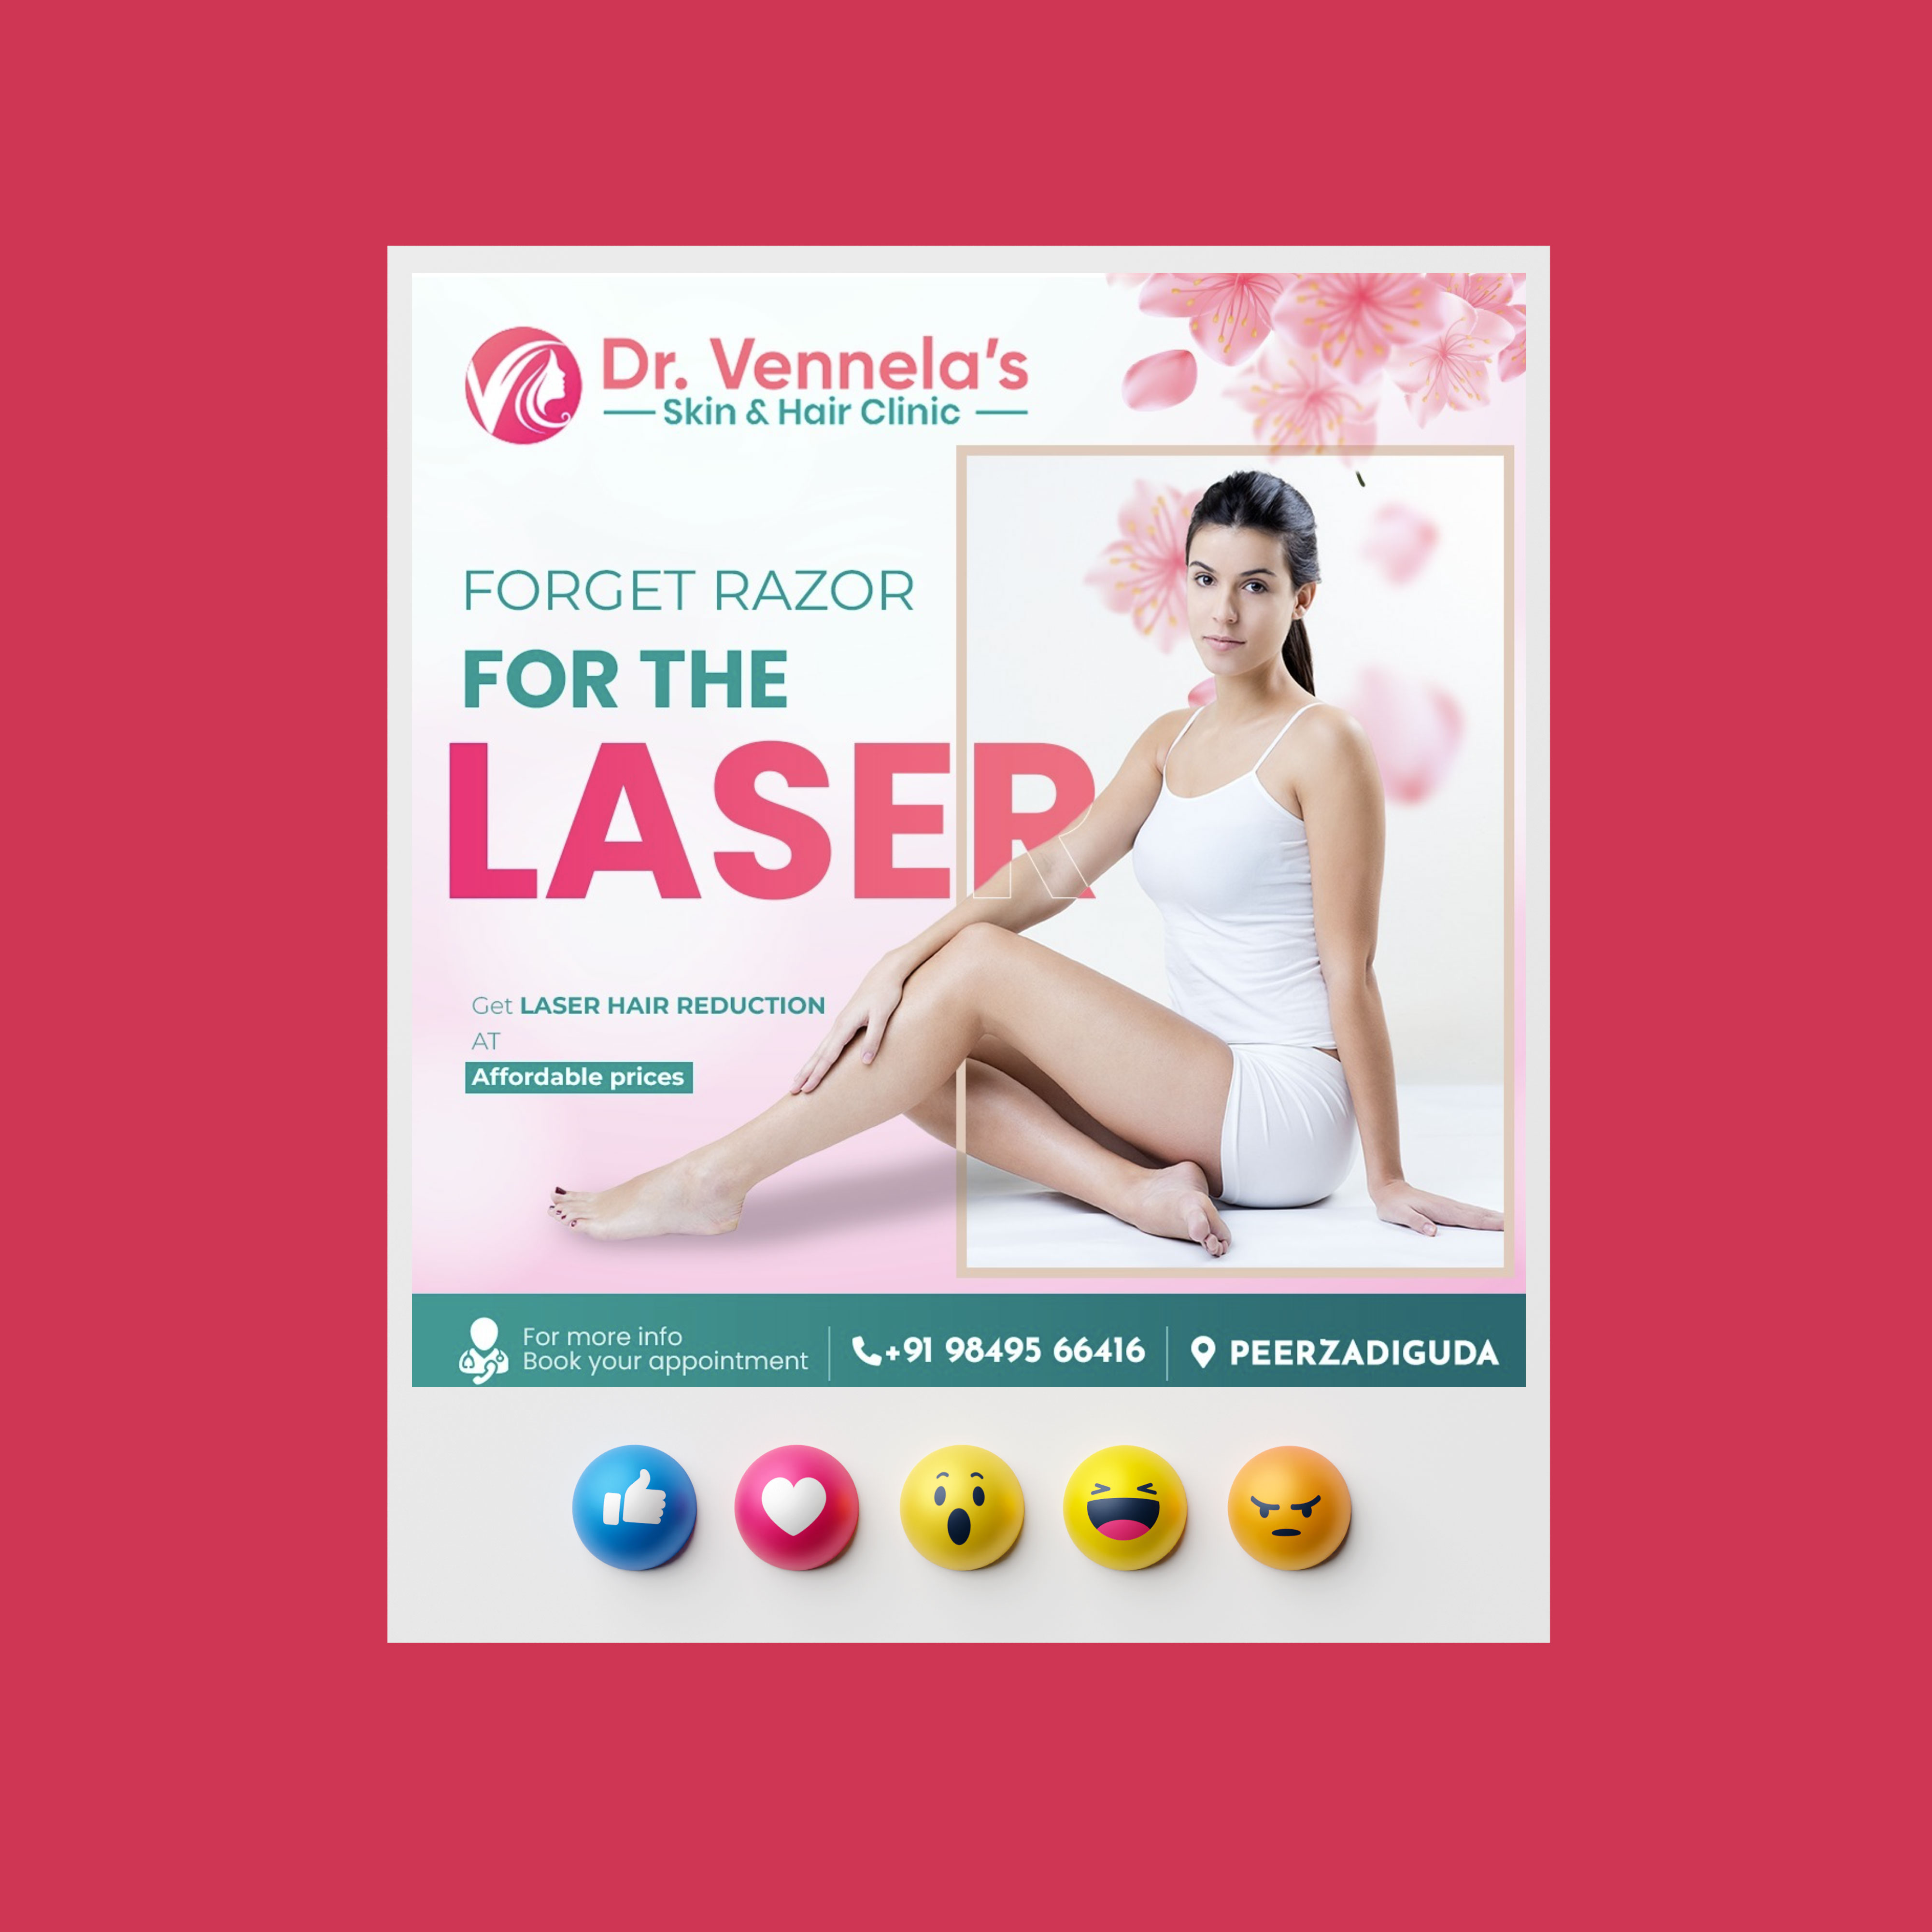 Dr. Vennela's
Skin & Hair Clinic
FORGET RAZOR
FOR THE
LASER
Get LASER HAIR REDUCTION
AT
Affordable prices
For more info
Book your appointment
+91 98495 66416
PEERZADIGUDA